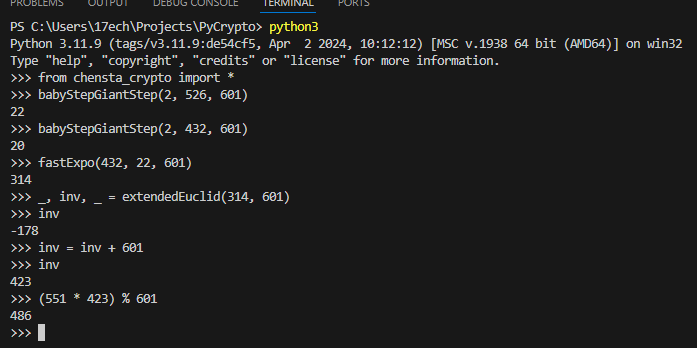 PROBLEMS OUTPUT DEBUG CONSOLE TERMINAL PORTS
PS C:\Users\17ech\Projects\PyCrypto> python3
Python 3.11.9 (tags/v3.11.9:de54cf5, Apr  2 2024, 10:12:12) [MSC v.1938 64 bit (AMD64)] on win32
Type "help", "copyright", "credits" or "license" for more information.
>>> from chensta_crypto import *
>>> babyStepGiantStep(2, 526, 601)
22
>>> babyStepGiantStep(2, 432, 601)
20
>>> fastExpo(432, 22, 601)
314
>>> _, inv, _ = extendedEuclid(314, 601)
>>> inv
-178
>>> inv = inv + 601
>>> inv
423
>>> (551 * 423) % 601
486
>>>